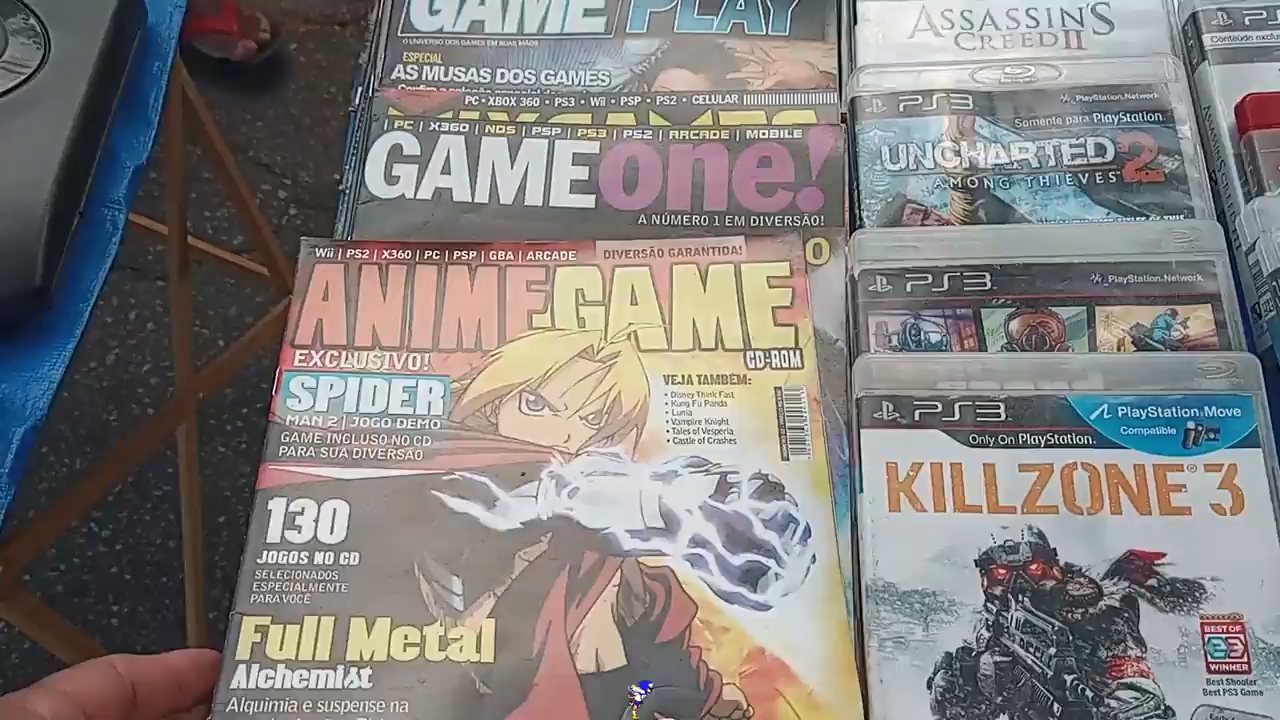 GAME PLAY
O UNIVERSO DOS GAMES EM SUAS MÃOS
ESPECIAL
AS MUSAS DOS GAMES
PC • XBOX 360 • PS3 • Wii • PSP • PS2 • CELULAR
PC | X360 | NDS | PSP | PS3 | PS2 | ARCADE | MOBILE
GAMEone!
A NÚMERO 1 EM DIVERSÃO!
Wii | PS2 | X360 | PC | PSP | GBA | ARCADE
DIVERSÃO GARANTIDA!
ANIMEGAME
CD-ROM
EXCLUSIVO!
SPIDER
MAN 2 | JOGO DEMO
GAME INCLUSO NO CD
PARA SUA DIVERSÃO
VEJA TAMBÉM:
• Disney Think Fast
• Kung Fu Panda
• Lunia
• Vampire Knight
• Tales of Vesperia
• Castle of Crashes
130
JOGOS NO CD
SELECIONADOS
ESPECIALMENTE
PARA VOCÊ
Full Metal
Alchemist
Alquimia e suspense na
ASSASSIN'S
CREED II
PS3
PlayStation Network
Somente para PlayStation
UNCHARTED 2
AMONG THIEVES
PS3
PlayStation Network
PS3
PlayStation Move
Compatible
Only On PlayStation.
KILLZONE 3
BEST OF
E3
WINNER
Best Shooter
Best PS3 Game